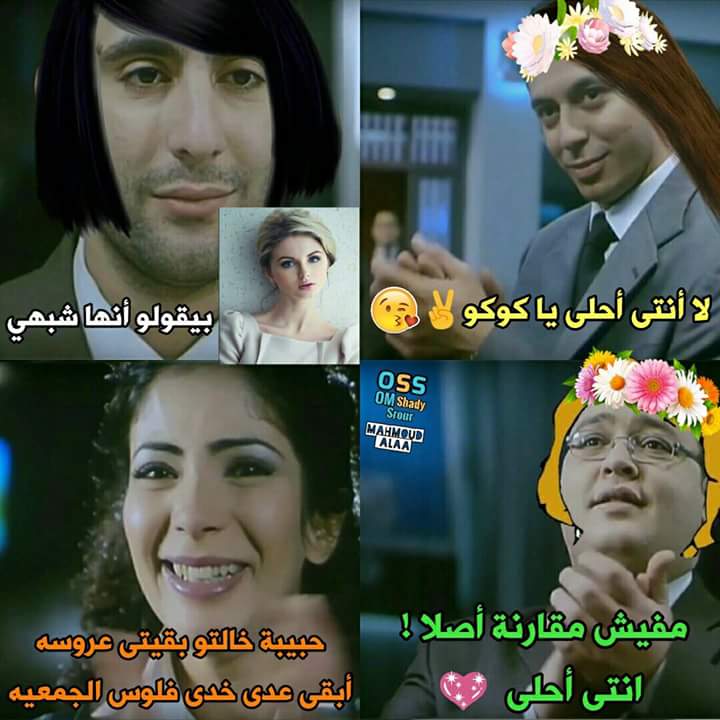 بيقولو أنها شبهي
لا أنتى أحلى يا كوكو ✌😘
حبيبة خالتو بقيتى عروسه
أبقى عدى خدى فلوس الجمعيه
OSS
OM Shady
Srour
MAHMOUD
ALAA
مفيش مقارنة أصلا !
انتى أحلى 💖